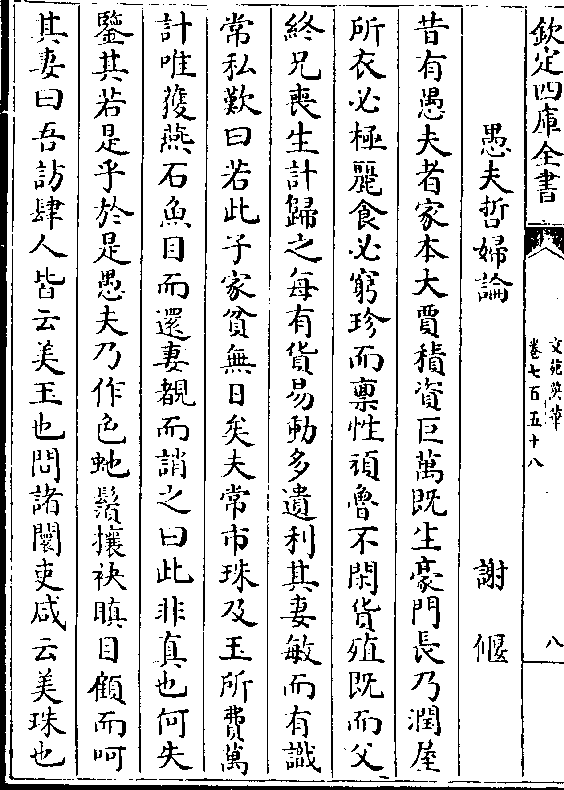 欽定四庫全書
文苑英華
卷七百五十八
八
愚夫哲婦論
謝偃
昔有愚夫者家本大賈積資巨萬既生豪門長乃潤屋
所衣必極麗食必窮珍而禀性頑魯不閑貨殖既而父
終兄喪生計歸之每有貨易動多遺利其妻敏而有識
常私歎曰若此子家貧無日矣夫常市珠及玉所費萬
計唯獲燕石魚目而還妻覩而誚之曰此非真也何失
鑒其若是乎於是愚夫乃作色虵鬚攘袂瞋目顧而呵
其妻曰吾訪肆人皆云美玉也問諸闤吏咸云美珠也